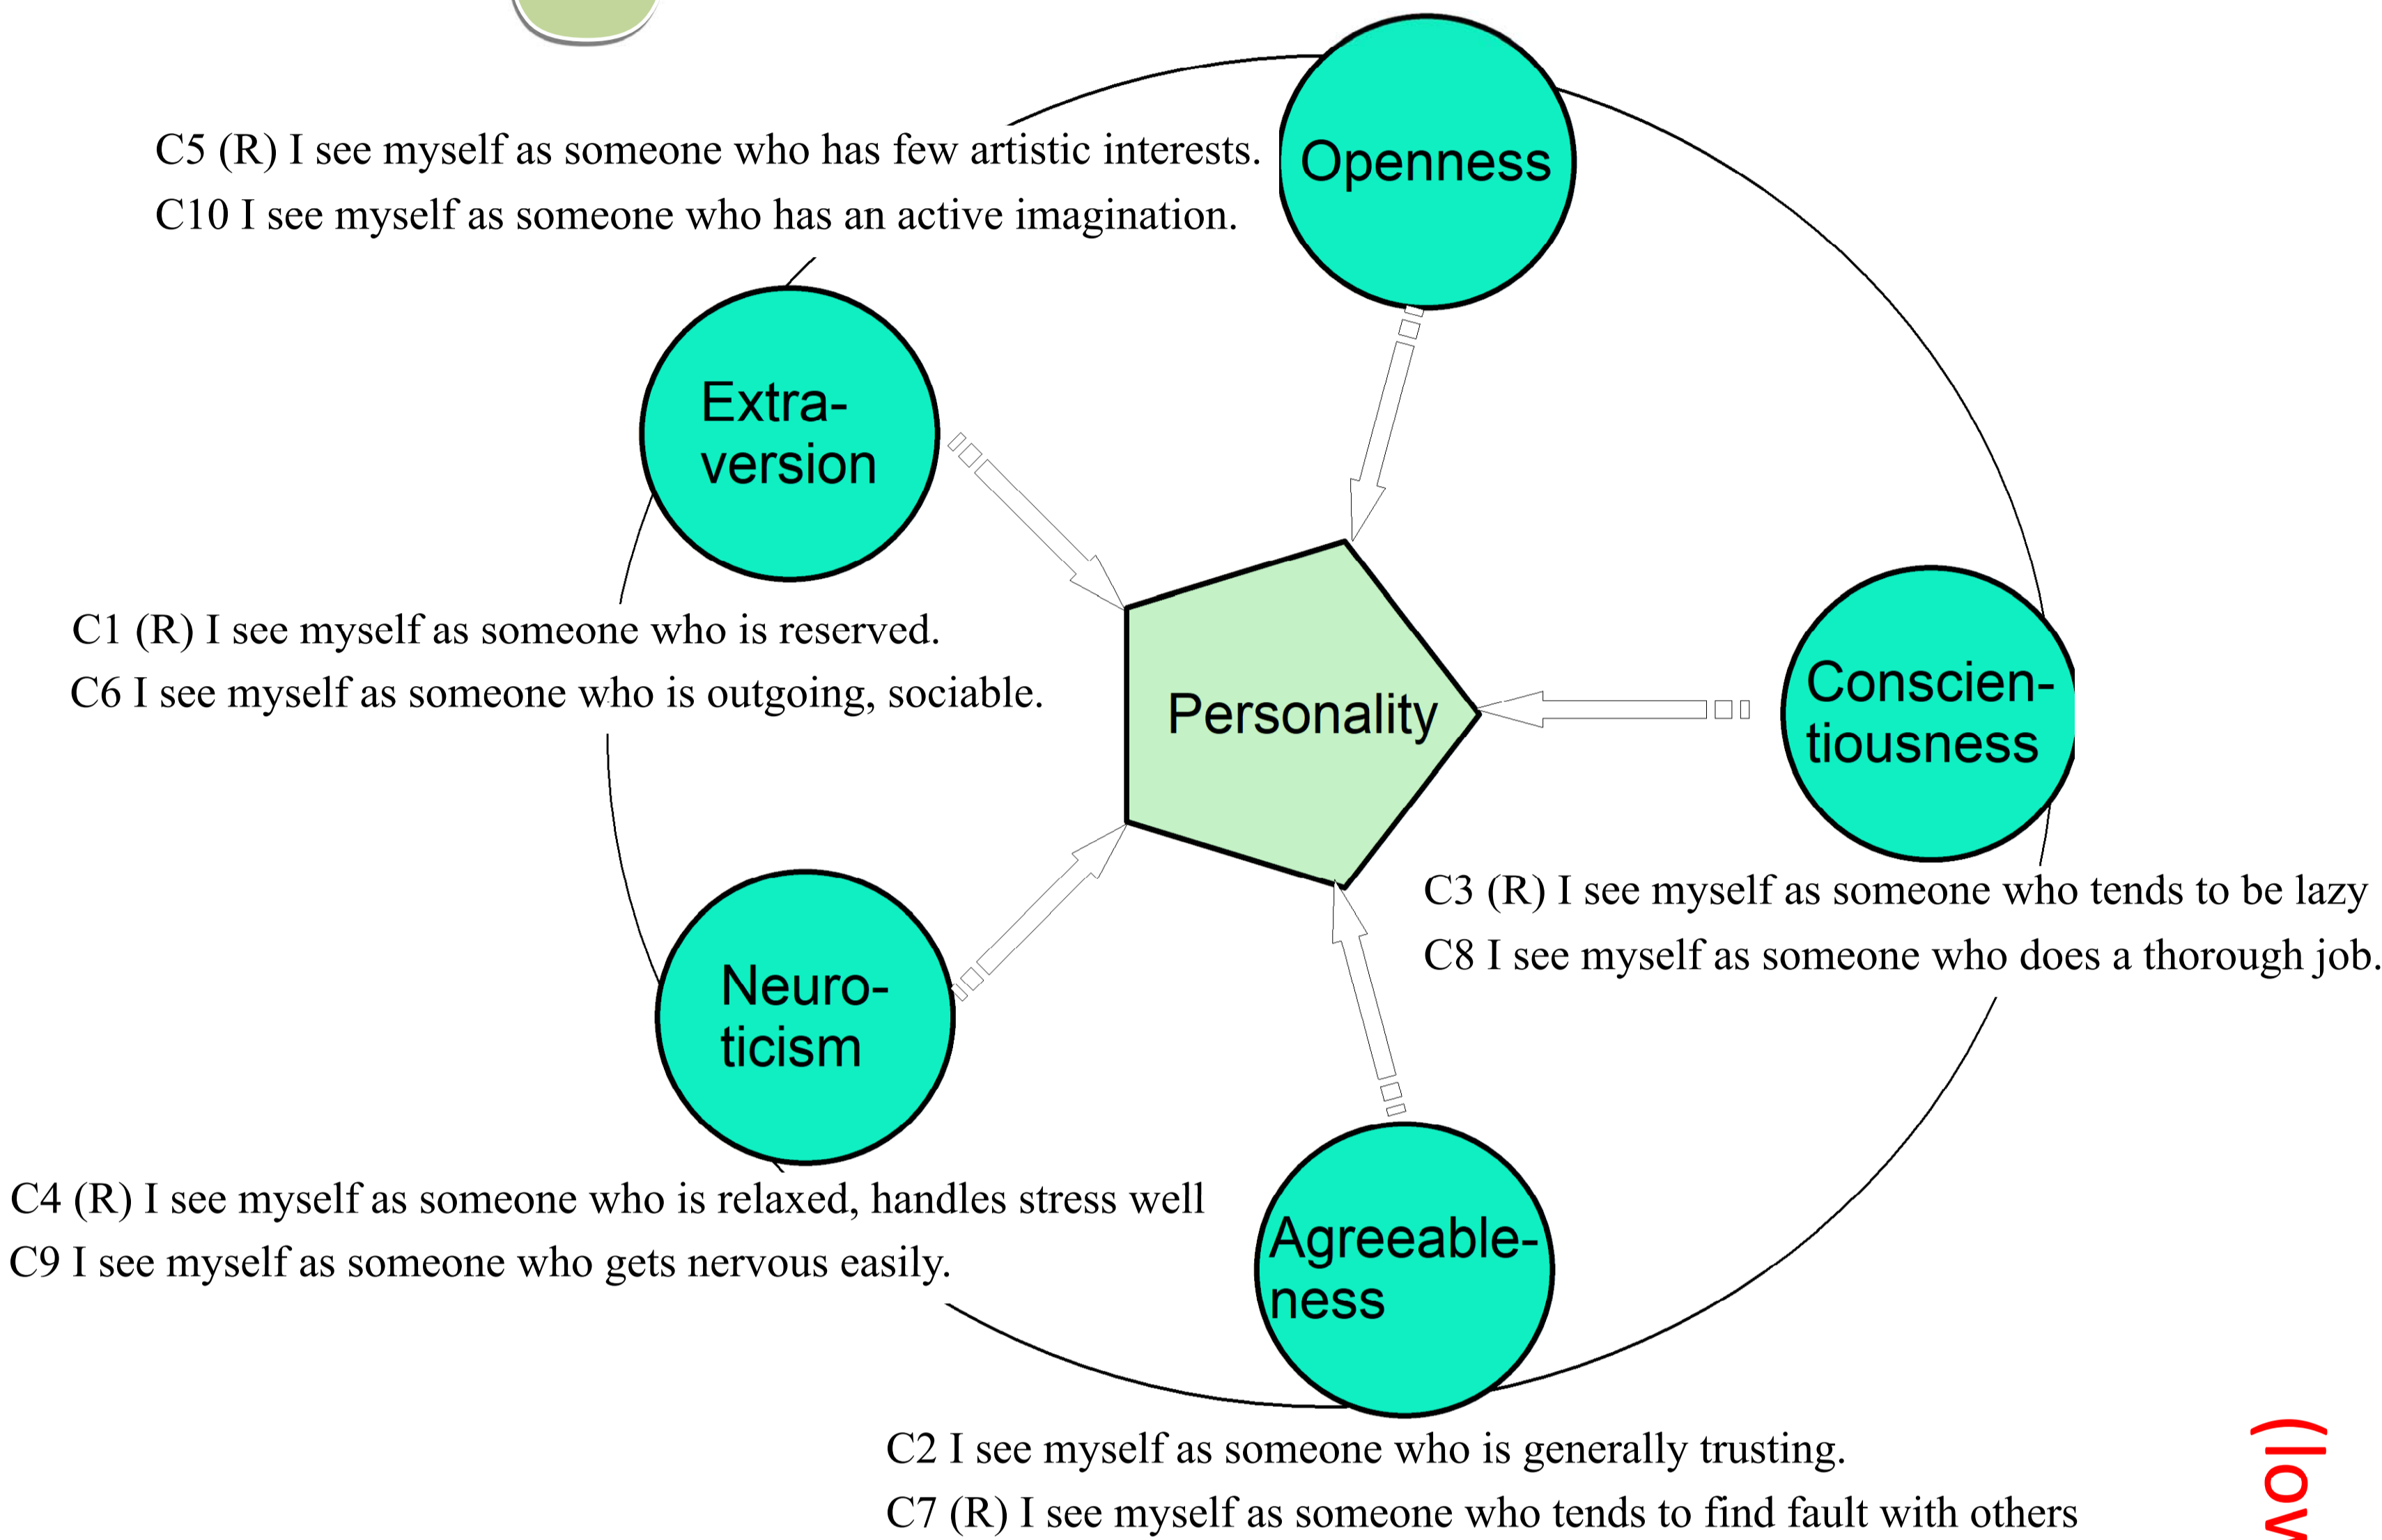 C5 (R) I see myself as someone who has few artistic interests.
C10 I see myself as someone who has an active imagination.
Openness
Extra-
version
C1 (R) I see myself as someone who is reserved.
C6 I see myself as someone who is outgoing, sociable.
Personality
Conscien-
tiousness
C3 (R) I see myself as someone who tends to be lazy
C8 I see myself as someone who does a thorough job.
Neuro-
ticism
C4 (R) I see myself as someone who is relaxed, handles stress well
C9 I see myself as someone who gets nervous easily.
Agreeable-
ness
C2 I see myself as someone who is generally trusting.
C7 (R) I see myself as someone who tends to find fault with others